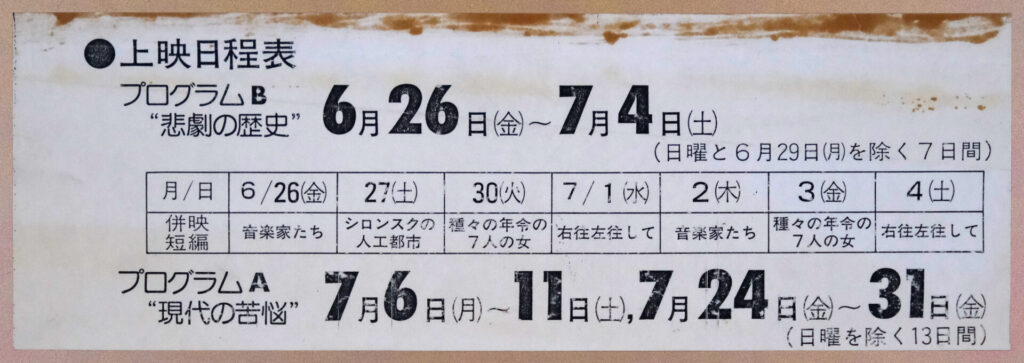 ●上映日程表
プログラムB
“悲劇の歴史” 6月26日(金)～7月4日(土)
(日曜と6月29日(月)を除く7日間)
月/日 6/26(金) 27(土) 30(火) 7/1(水) 2(木) 3(金) 4(土)
併映短編 音楽家たち シロンスクの人工都市 種々の年令の7人の女 右往左往して 音楽家たち 種々の年令の7人の女 右往左往して
プログラムA
“現代の苦悩” 7月6日(月)～11日(土),7月24日(金)～31日(金)
(日曜を除く13日間)